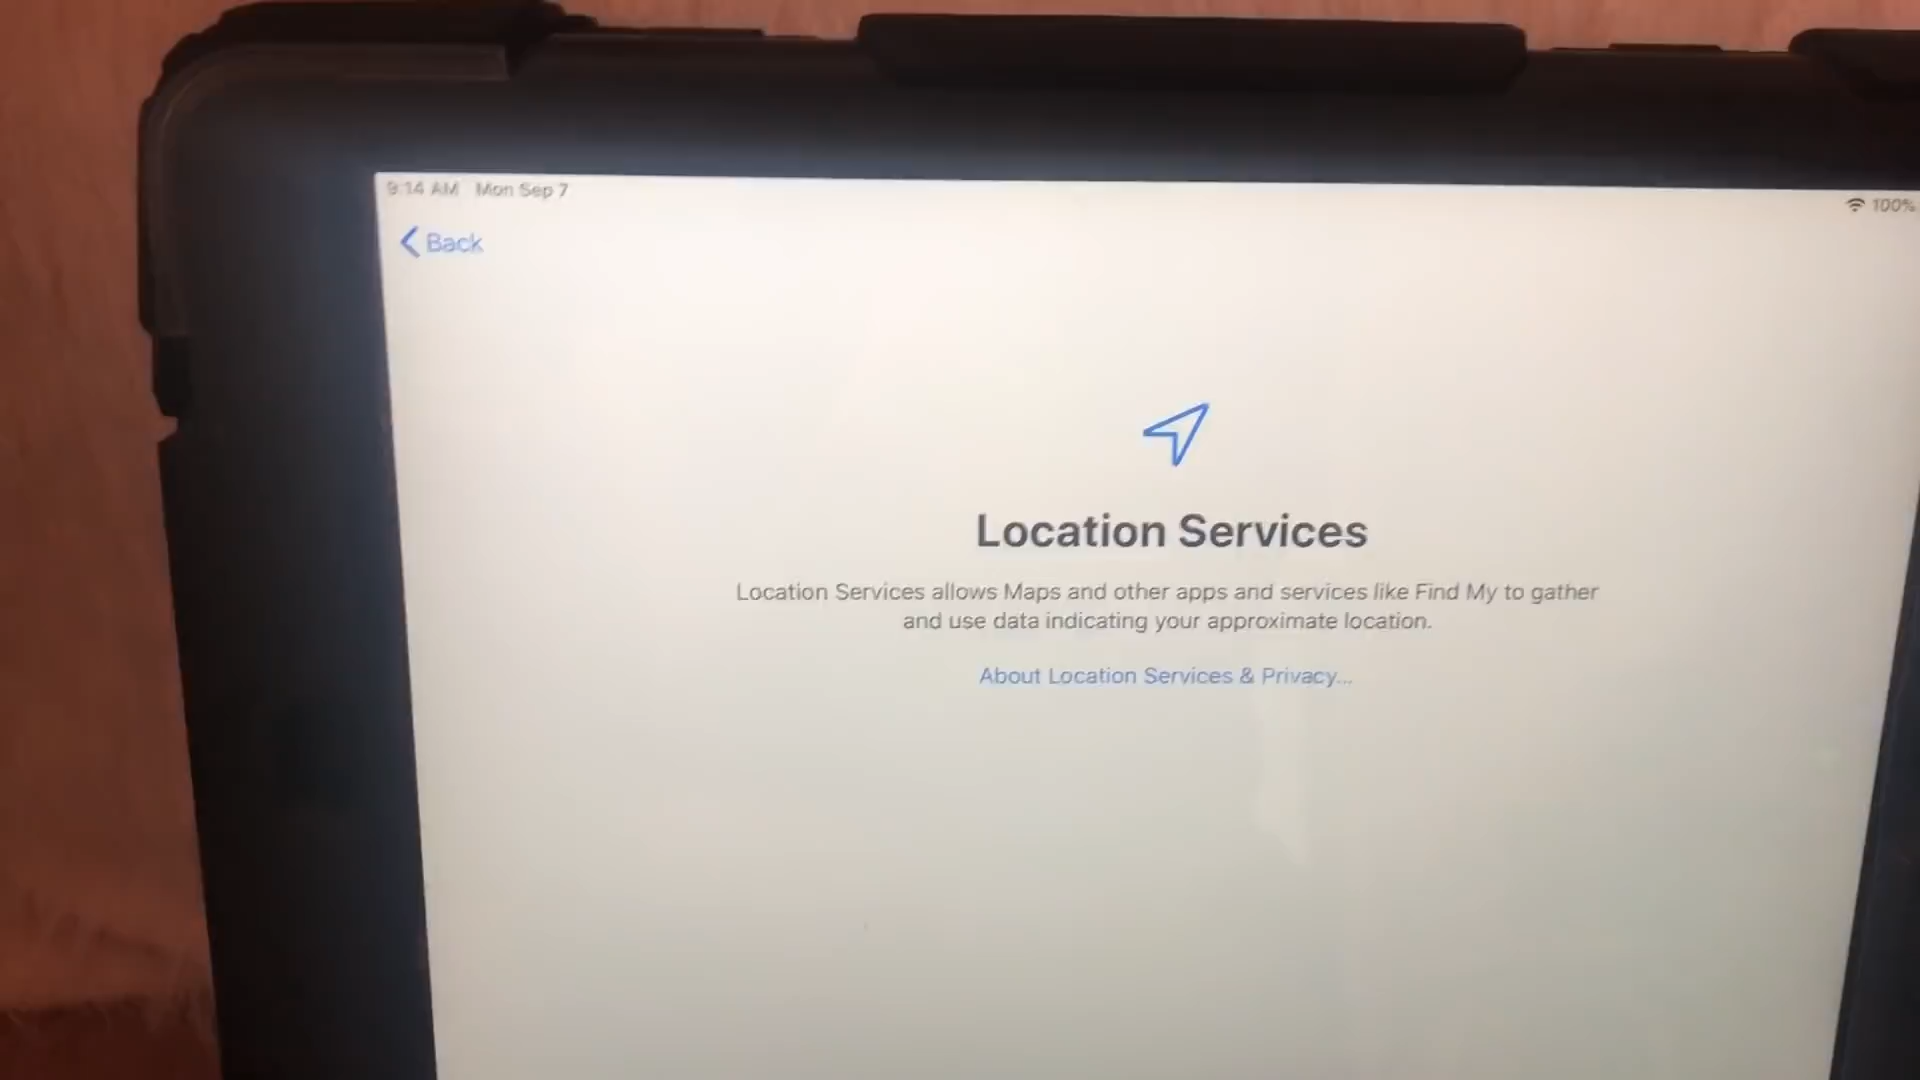 9:14 AM Mon Sep 7
100%
Back
Location Services
Location Services allows Maps and other apps and services like Find My to gather
and use data indicating your approximate location.
About Location Services & Privacy...